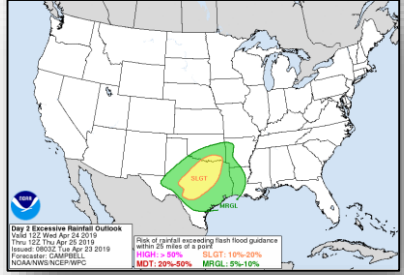 SLGT
MRGL
NOAA
Day 2 Excessive Rainfall Outlook
Valid 12Z Wed Apr 24 2019
Thru 12Z Thu Apr 25 2019
Issued: 0803Z Tue Apr 23 2019
Forecaster: CAMPBELL
NOAA/NWS/NCEP/WPC
Risk of rainfall exceeding flash flood guidance
within 25 miles of a point
HIGH: > 50% SLGT: 10%-20%
MDT: 20%-50% MRGL: 5%-10%